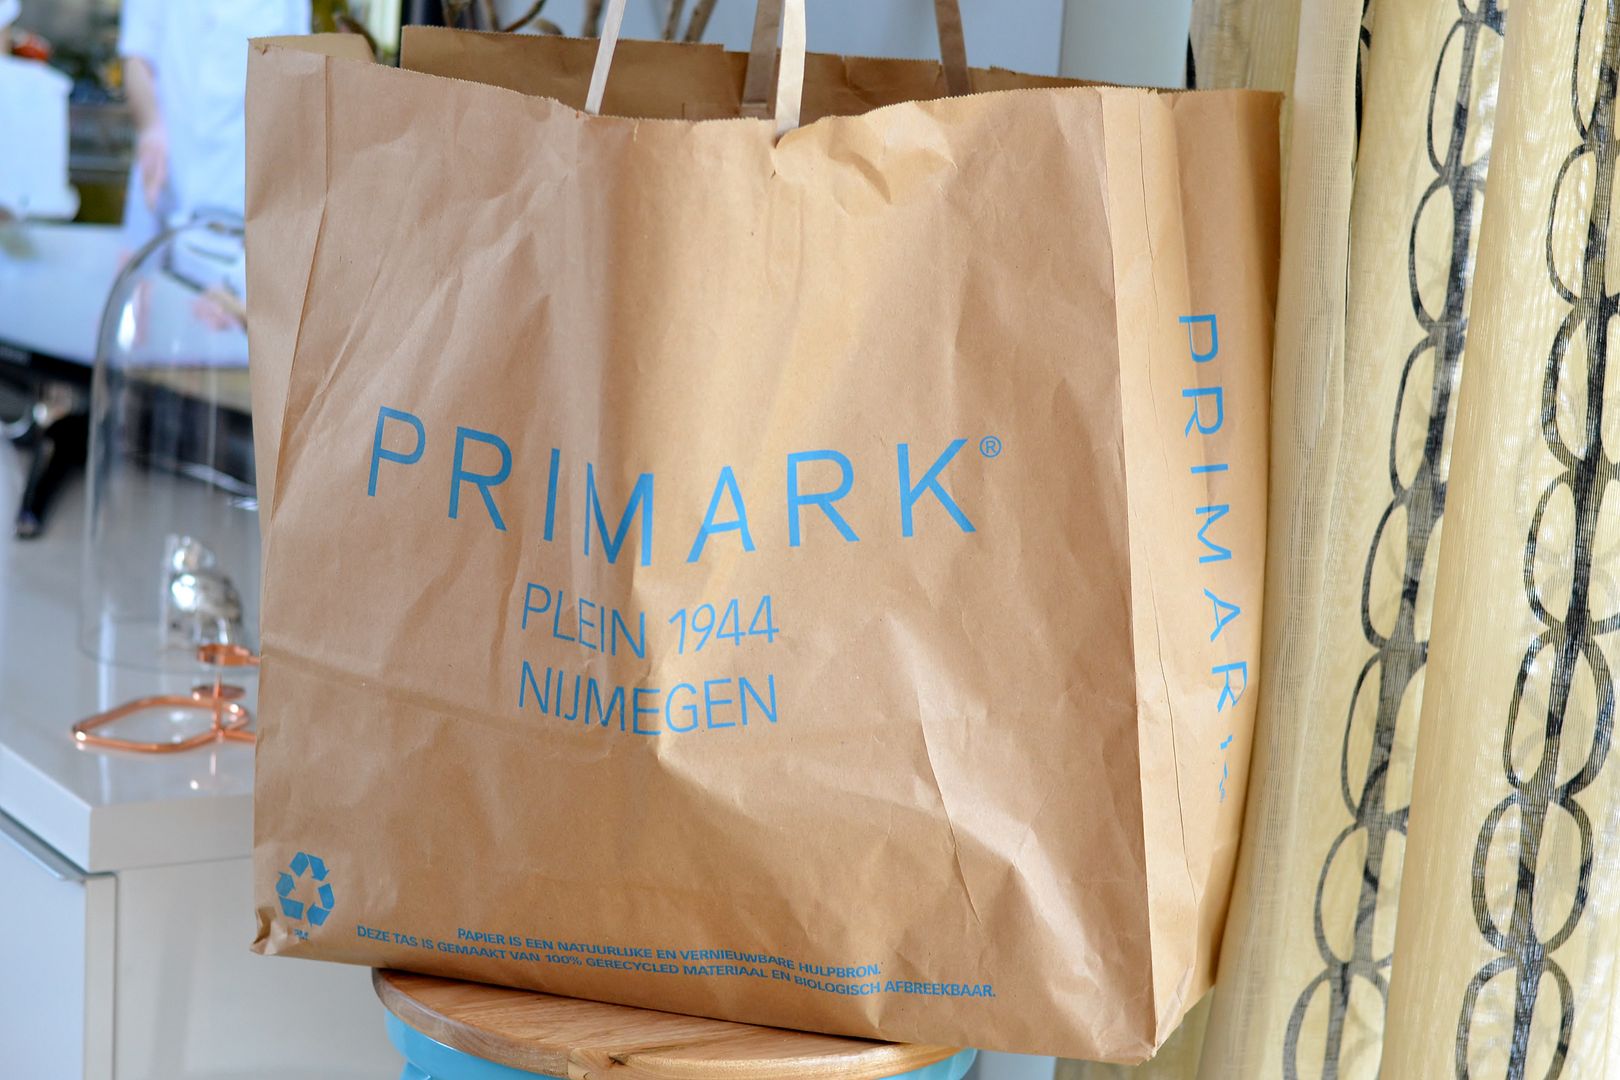 PRIMARK®
PLEIN 1944
NIJMEGEN
PAPIER IS EEN NATUURLIJKE EN VERNIEUWBARE HULPBRON.
DEZE TAS IS GEMAAKT VAN 100% GERECYCLED MATERIAAL EN BIOLOGISCH AFBREEKBAAR.
PRIMAR